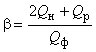 β = (2Qн + Qр) / Qф